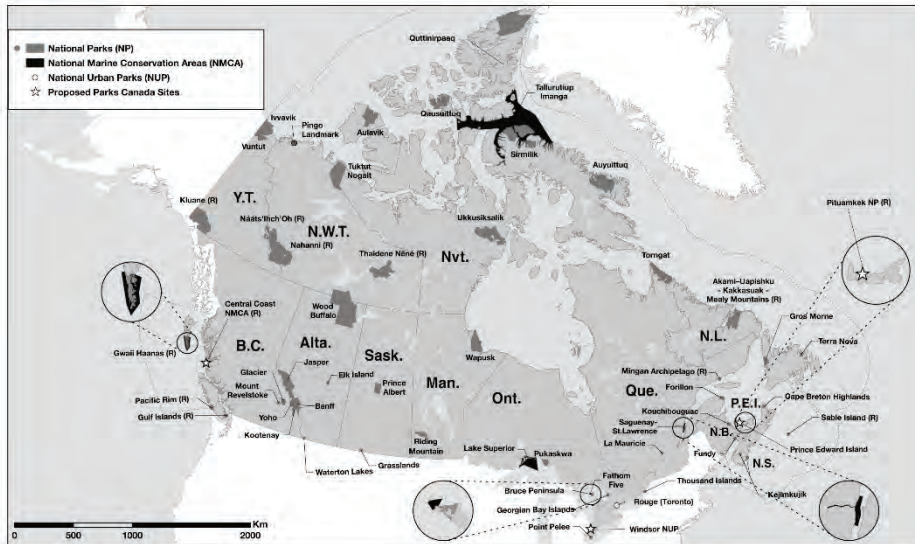 National Parks (NP)
National Marine Conservation Areas (NMCA)
National Urban Parks (NUP)
Proposed Parks Canada Sites
Quttinirpaaq
Tallurutiup
Imanga
Qausuittuq
Sirmilik
Ivvavik
Pingo
Landmark
Aulavik
Vuntut
Tuktut
Nogait
Auyuittuq
Y.T.
Kluane (R)
Ukkusiksalik
Pituamkek NP (R)
Nááts'ihch'Oh (R)
N.W.T.
Nahanni (R)
Nvt.
Thaidene Nëné (R)
Torngat
Akami–Uapishku
- Kakkasuak -
Mealy Mountains (R)
Central Coast
NMCA (R)
Wood
Buffalo
Gros Morne
Gwaii Haanas (R)
B.C.
Alta.
Sask.
Man.
Wapusk
N.L.
Terra Nova
Jasper
Glacier
Elk Island
Prince
Albert
Ont.
Que.
Mingan Archipelago (R)
Forillon
Mount
Revelstoke
P.E.I.
Cape Breton Highlands
Pacific Rim (R)
Yoho
Banff
Kouchibouguac
Sable Island (R)
Gulf Islands (R)
Saguenay-
St.Lawrence
N.B.
Kootenay
Riding
Mountain
La Mauricie
Prince Edward Island
Lake Superior
Pukaskwa
Fundy
N.S.
Waterton Lakes
Grasslands
Fathom
Five
Thousand Islands
Kejimkujik
Bruce Peninsula
Georgian Bay Islands
Rouge (Toronto)
Point Pelee
Windsor NUP
0 500 1000 2000 Km